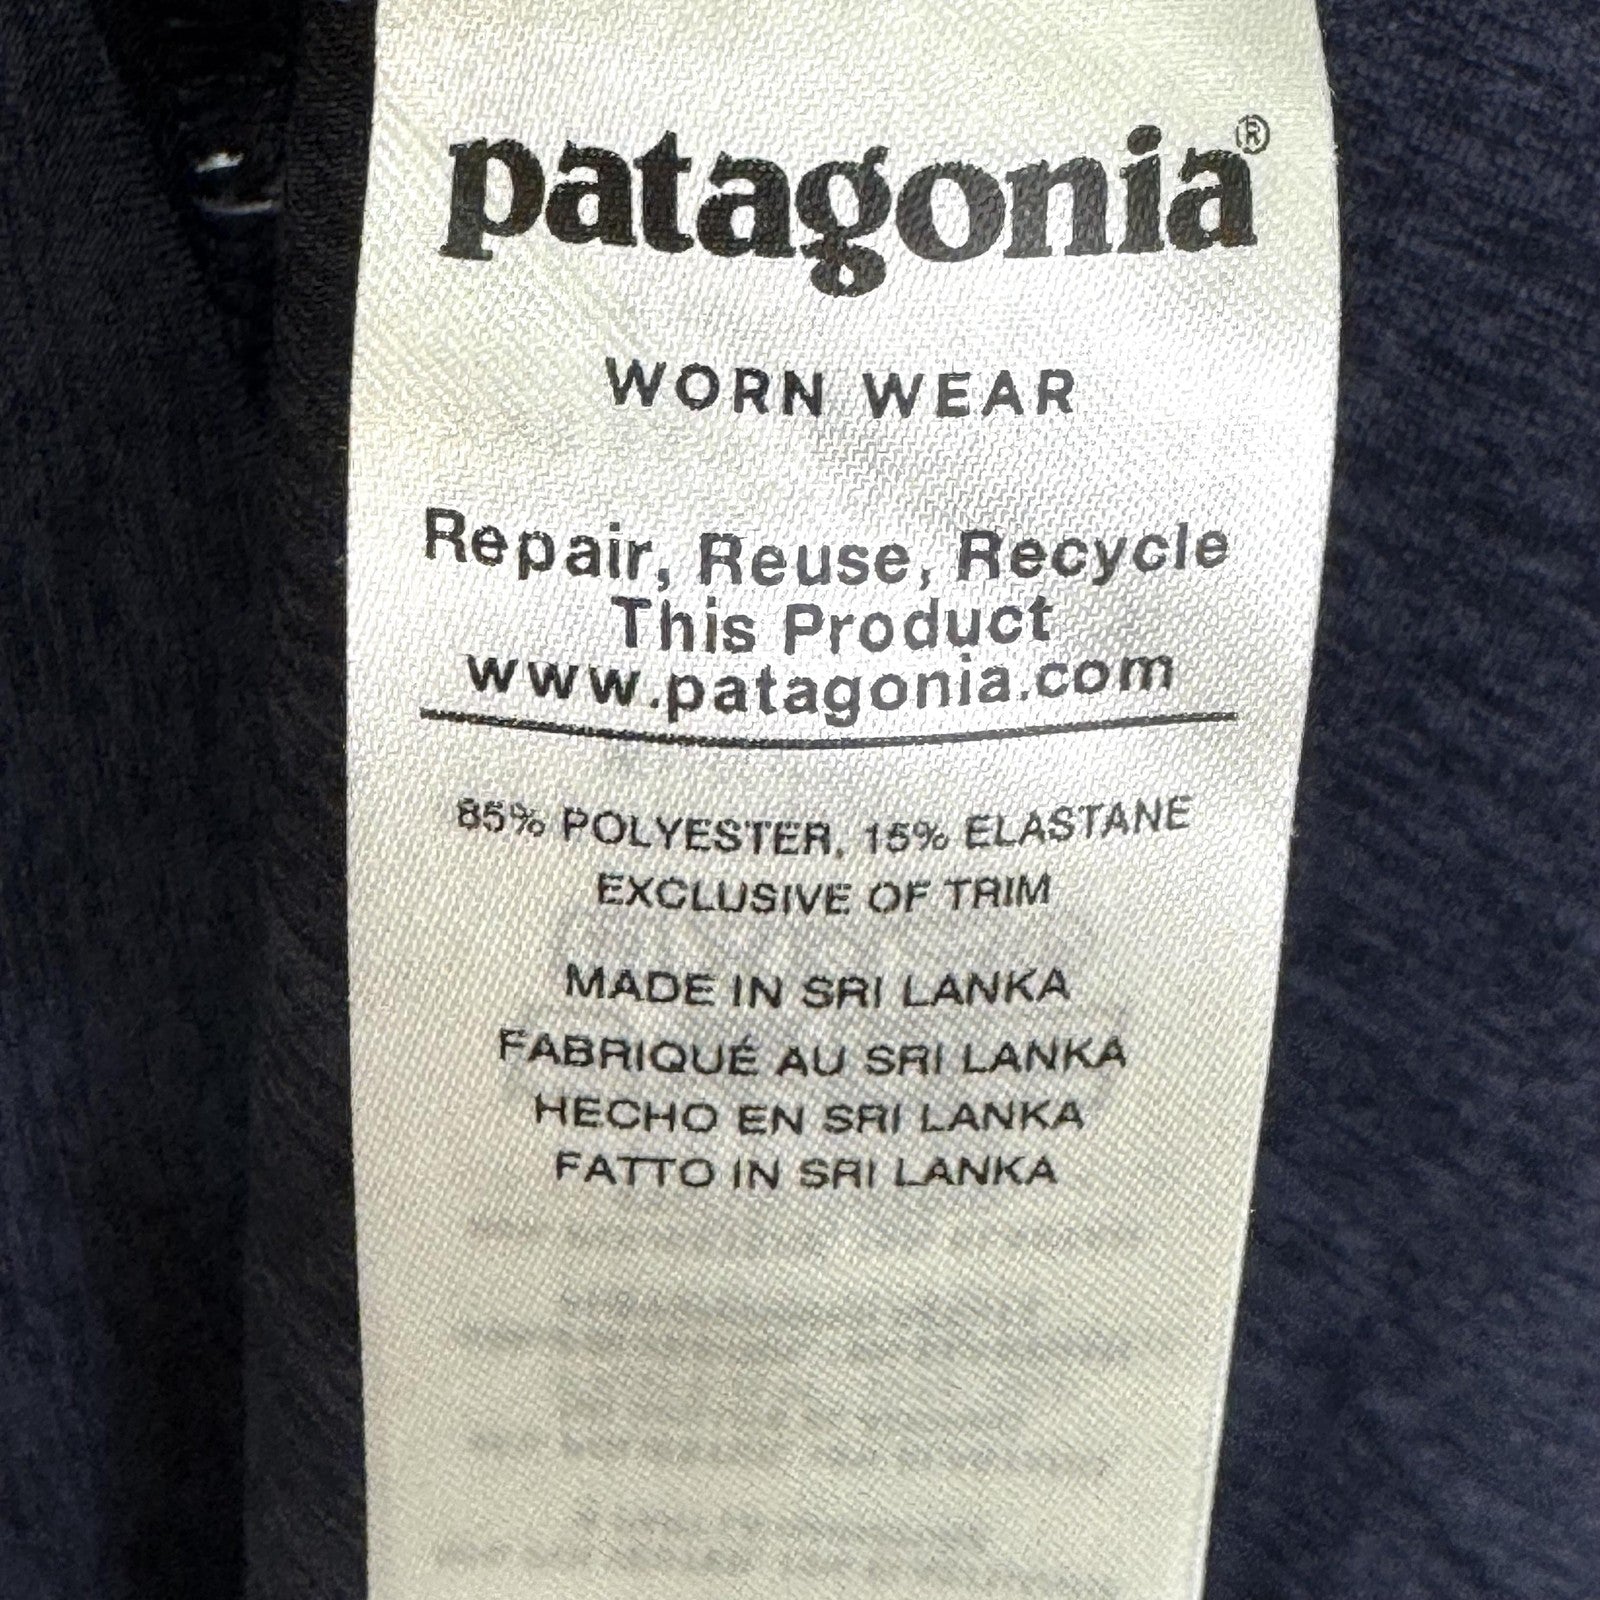 patagonia®
WORN WEAR
Repair, Reuse, Recycle
This Product
www.patagonia.com
85% POLYESTER, 15% ELASTANE
EXCLUSIVE OF TRIM
MADE IN SRI LANKA
FABRIQUÉ AU SRI LANKA
HECHO EN SRI LANKA
FATTO IN SRI LANKA